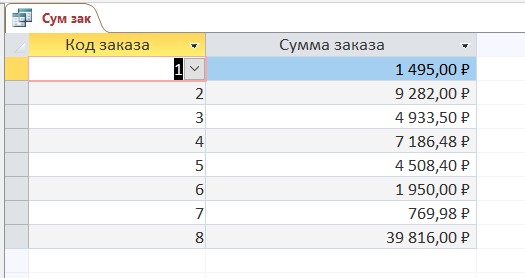 Сум зак
Код заказа Сумма заказа
1 1 495,00 ₽
2 9 282,00 ₽
3 4 933,50 ₽
4 7 186,48 ₽
5 4 508,40 ₽
6 1 950,00 ₽
7 769,98 ₽
8 39 816,00 ₽